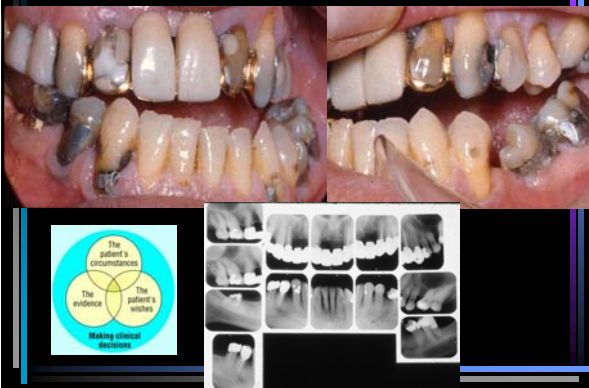 The
patient's
circumstances
The
evidence
The
patient's
wishes
Making clinical
decisions